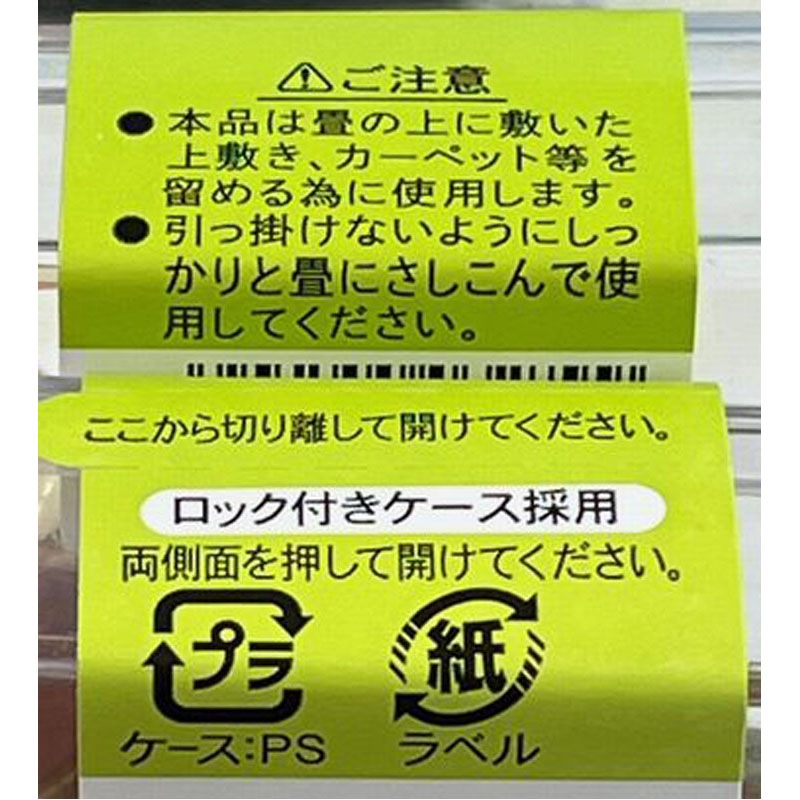 ⚠ご注意
●本品は畳の上に敷いた
上敷き、カーペット等を
留める為に使用します。
●引っ掛けないようにしっ
かりと畳にさしこんで使
用してください。
ここから切り離して開けてください。
ロック付きケース採用
両側面を押して開けてください。
プラ 紙
ケース:PS ラベル